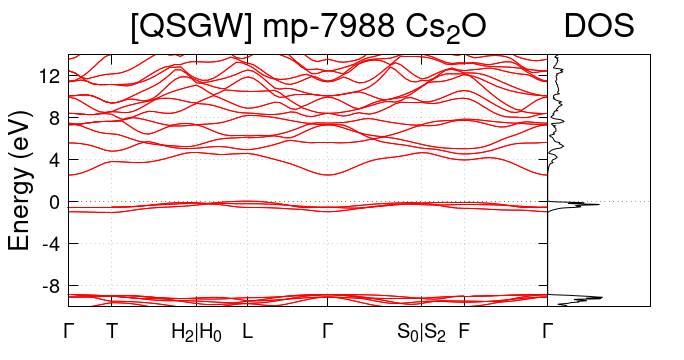 [QSGW] mp-7988 Cs₂O DOS
Energy (eV)
12
8
4
0
-4
-8
Γ T H₂|H₀ L Γ S₀|S₂ F Γ